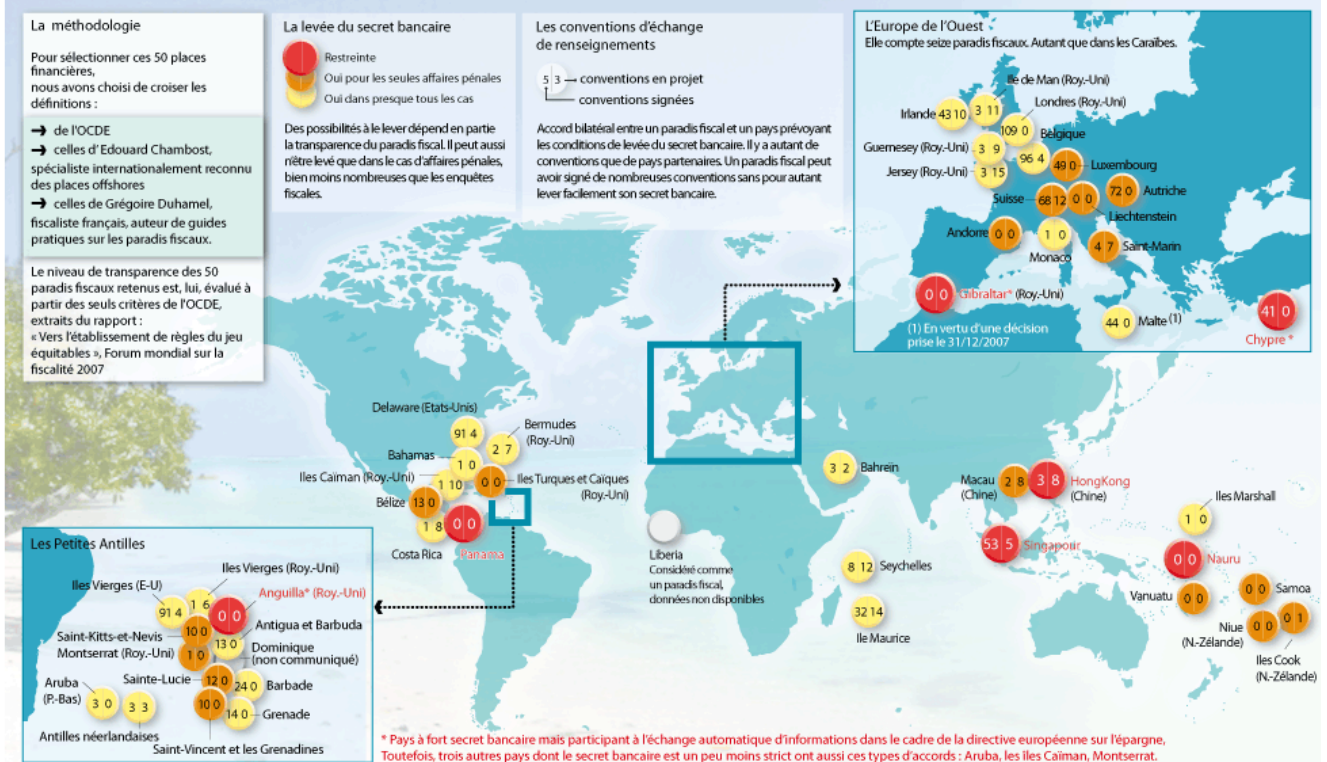 La méthodologie
Pour sélectionner ces 50 places
financières,
nous avons choisi de croiser les
définitions :
➔ de l'OCDE
➔ celles d'Edouard Chambost,
spécialiste internationalement reconnu
des places offshores
➔ celles de Grégoire Duhamel,
fiscaliste français, auteur de guides
pratiques sur les paradis fiscaux.
Le niveau de transparence des 50
paradis fiscaux retenus est, lui, évalué à
partir des seuls critères de l'OCDE,
extraits du rapport :
« Vers l'établissement de règles du jeu
équitables », Forum mondial sur la
fiscalité 2007
La levée du secret bancaire
Restreinte
Oui pour les seules affaires pénales
Oui dans presque tous les cas
Des possibilités à le lever dépend en partie
la transparence du paradis fiscal. Il peut aussi
n'être levé que dans le cas d'affaires pénales,
bien moins nombreuses que les enquêtes
fiscales.
Les conventions d'échange
de renseignements
5 3 conventions en projet
conventions signées
Accord bilatéral entre un paradis fiscal et un pays prévoyant
les conditions de levée du secret bancaire. Il y a autant de
conventions que de pays partenaires. Un paradis fiscal peut
avoir signé de nombreuses conventions sans pour autant
lever facilement son secret bancaire.
L'Europe de l'Ouest
Elle compte seize paradis fiscaux. Autant que dans les Caraïbes.
Ile de Man (Roy.-Uni)
3 11
Irlande 43 10
Londres (Roy.-Uni)
109 0
Belgique
96 4
Guernesey (Roy.-Uni) 3 9
Jersey (Roy.-Uni) 3 15
49 0 Luxembourg
72 0 Autriche
Suisse 68 12
0 0 Liechtenstein
Andorre 0 0
1 0
Monaco
4 7 Saint-Marin
0 0 Gibraltar* (Roy.-Uni)
44 0 Malte (1)
41 0
Chypre *
(1) En vertu d'une décision
prise le 31/12/2007
Delaware (Etats-Unis)
91 4
Bermudes
(Roy.-Uni)
2 7
Bahamas
1 0
Iles Caïman (Roy.-Uni)
1 10
0 0 Iles Turques et Caïques
(Roy.-Uni)
Bélize 13 0
1 8
Costa Rica
0 0
Panama
Liberia
Considéré comme
un paradis fiscal,
données non disponibles
3 2 Bahreïn
8 12 Seychelles
32 14
Ile Maurice
Macau
(Chine)
2 8
3 8 HongKong
(Chine)
53 5 Singapour
Iles Marshall
1 0
0 0 Nauru
Vanuatu 0 0
0 0 Samoa
Niue
(N.-Zélande)
0 0
0 1
Iles Cook
(N.-Zélande)
Les Petites Antilles
Iles Vierges (Roy.-Uni)
1 6
Iles Vierges (E-U)
91 4
Anguilla* (Roy.-Uni)
0 0
Saint-Kitts-et-Nevis 10 0
Antigua et Barbuda
13 0
Montserrat (Roy.-Uni) 1 0
Dominique
(non communiqué)
Sainte-Lucie 12 0
24 0 Barbade
Aruba
(P.-Bas)
3 0
3 3
Antilles néerlandaises
10 0
Saint-Vincent et les Grenadines
14 0 Grenade
* Pays à fort secret bancaire mais participant à l'échange automatique d'informations dans le cadre de la directive européenne sur l'épargne,
Toutefois, trois autres pays dont le secret bancaire est un peu moins strict ont aussi ces types d'accords : Aruba, les îles Caïman, Montserrat.